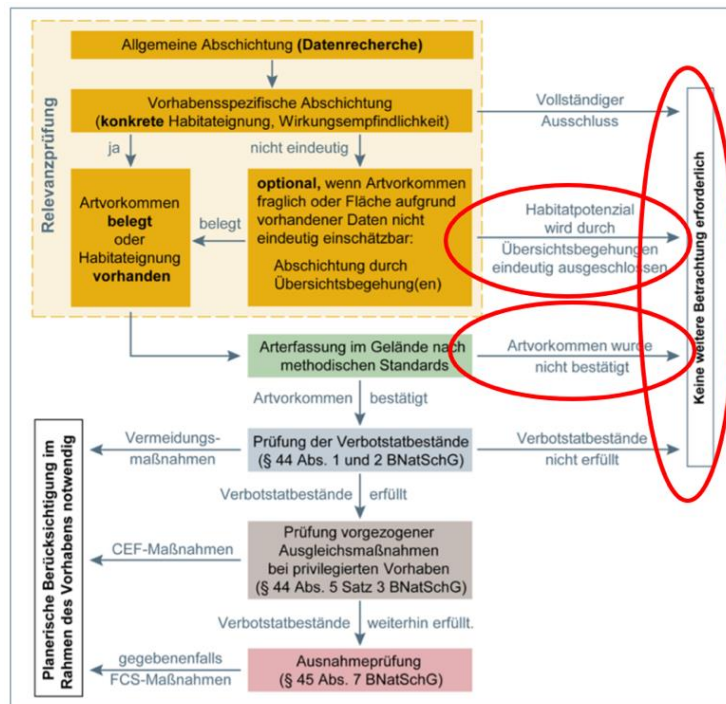 Allgemeine Abschichtung (Datenrecherche)
Relevanzprüfung
Vorhabensspezifische Abschichtung
(konkrete Habitateignung, Wirkungsempfindlichkeit)
Vollständiger
Ausschluss
ja
nicht eindeutig
Artvorkommen
belegt
oder
Habitateignung
vorhanden
belegt
optional, wenn Artvorkommen
fraglich oder Fläche aufgrund
vorhandener Daten nicht
eindeutig einschätzbar:
Abschichtung durch
Übersichtsbegehung(en)
Habitatpotenzial
wird durch
Übersichtsbegehungen
eindeutig ausgeschlossen
Keine weitere Betrachtung erforderlich
Arterfassung im Gelände nach
methodischen Standards
Artvorkommen wurde
nicht bestätigt
Artvorkommen bestätigt
Vermeidungs-
maßnahmen
Prüfung der Verbotstatbestände
(§ 44 Abs. 1 und 2 BNatSchG)
Verbotstatbestände
nicht erfüllt
Verbotstatbestände erfüllt
Planerische Berücksichtigung im
Rahmen des Vorhabens notwendig
CEF-Maßnahmen
Prüfung vorgezogener
Ausgleichsmaßnahmen
bei privilegierten Vorhaben
(§ 44 Abs. 5 Satz 3 BNatSchG)
Verbotstatbestände weiterhin erfüllt.
gegebenenfalls
FCS-Maßnahmen
Ausnahmeprüfung
(§ 45 Abs. 7 BNatSchG)